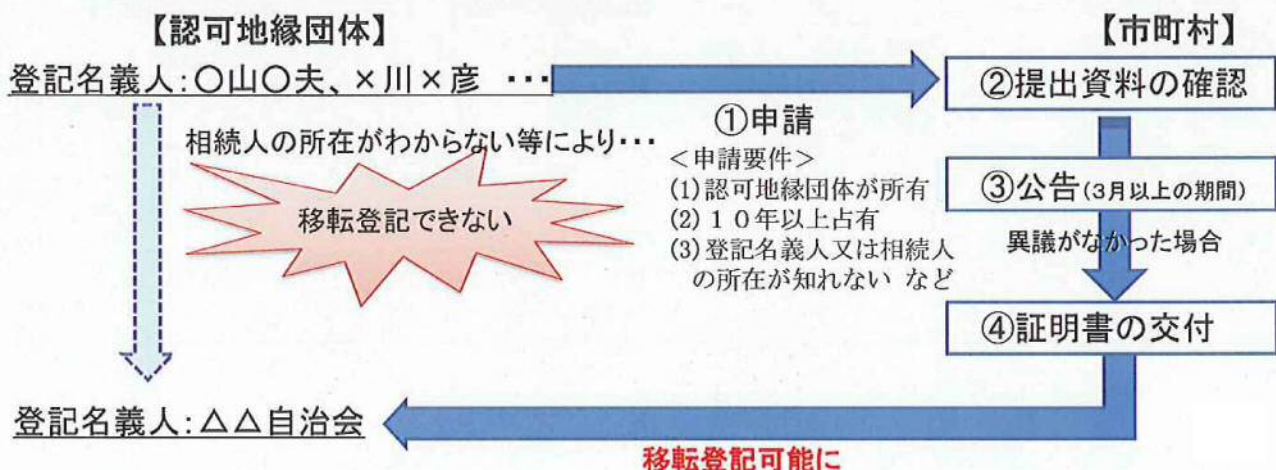 【認可地縁団体】
登記名義人：〇山〇夫、×川×彦 ・・・
相続人の所在がわからない等により・・・
移転登記できない
①申請
＜申請要件＞
(1)認可地縁団体が所有
(2)１０年以上占有
(3)登記名義人又は相続人
の所在が知れない など
【市町村】
②提出資料の確認
③公告(3月以上の期間)
異議がなかった場合
④証明書の交付
登記名義人：△△自治会
移転登記可能に